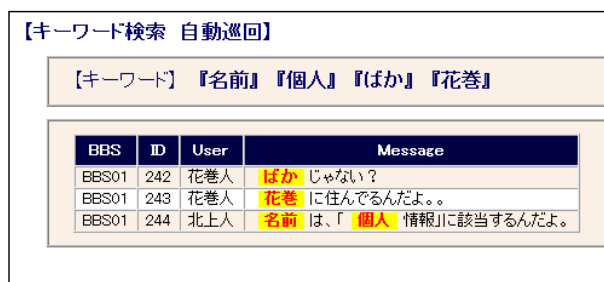 【キーワード検索 自動巡回】
【キーワード】 『名前』『個人』『ばか』『花巻』
BBS ID User Message
BBS01 242 花巻人 ばか じゃない？
BBS01 243 花巻人 花巻 に住んでるんだよ。。
BBS01 244 北上人 名前 は、「 個人 情報」に該当するんだよ。